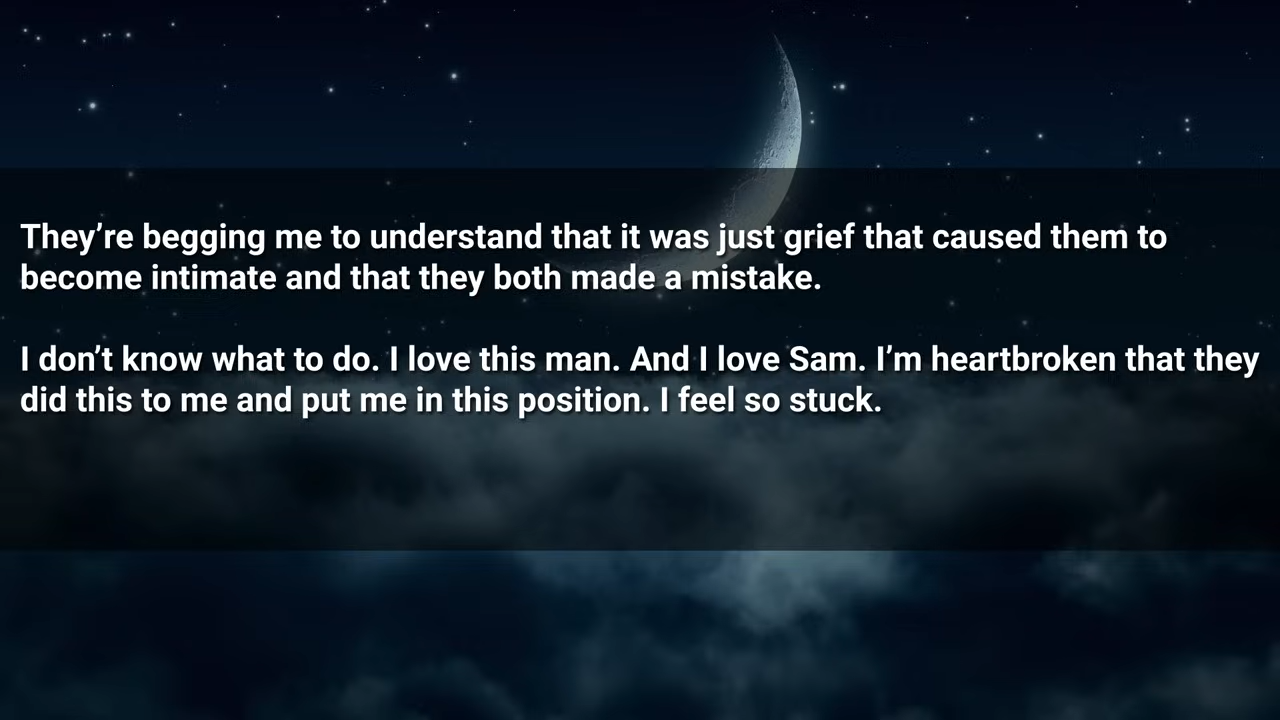 They’re begging me to understand that it was just grief that caused them to
become intimate and that they both made a mistake.
I don’t know what to do. I love this man. And I love Sam. I’m heartbroken that they
did this to me and put me in this position. I feel so stuck.